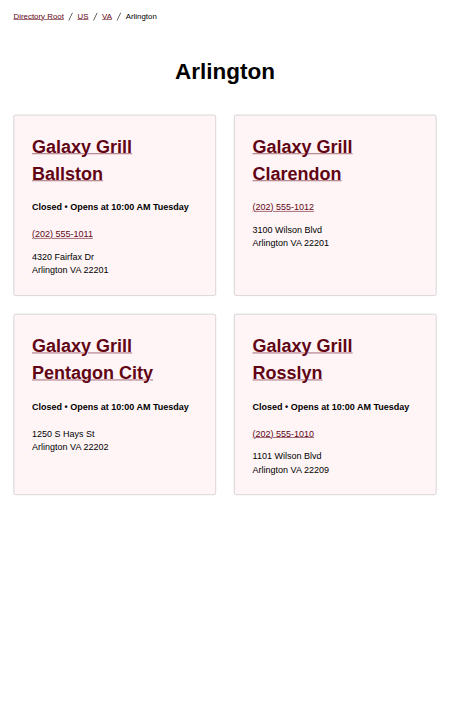 Directory Root / US / VA / Arlington
Arlington
Galaxy Grill
Ballston
Closed • Opens at 10:00 AM Tuesday
(202) 555-1011
4320 Fairfax Dr
Arlington VA 22201
Galaxy Grill
Clarendon
(202) 555-1012
3100 Wilson Blvd
Arlington VA 22201
Galaxy Grill
Pentagon City
Closed • Opens at 10:00 AM Tuesday
1250 S Hays St
Arlington VA 22202
Galaxy Grill
Rosslyn
Closed • Opens at 10:00 AM Tuesday
(202) 555-1010
1101 Wilson Blvd
Arlington VA 22209